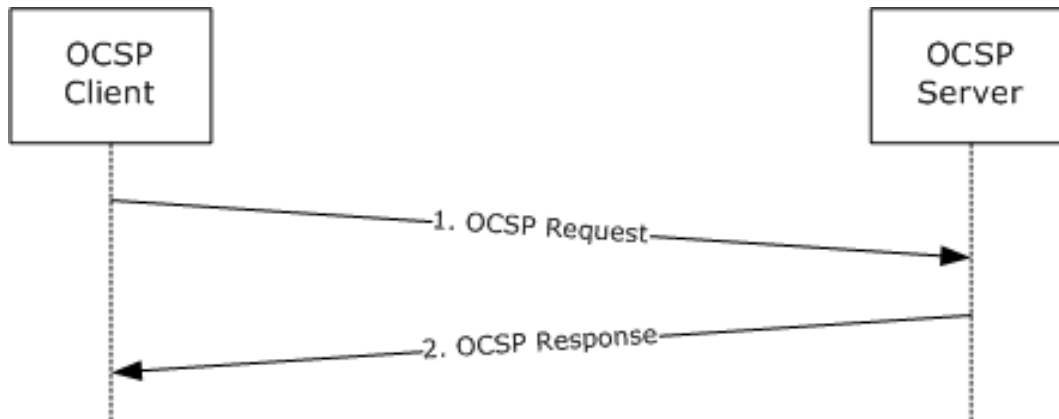 OCSP
Client
OCSP
Server
1. OCSP Request
2. OCSP Response